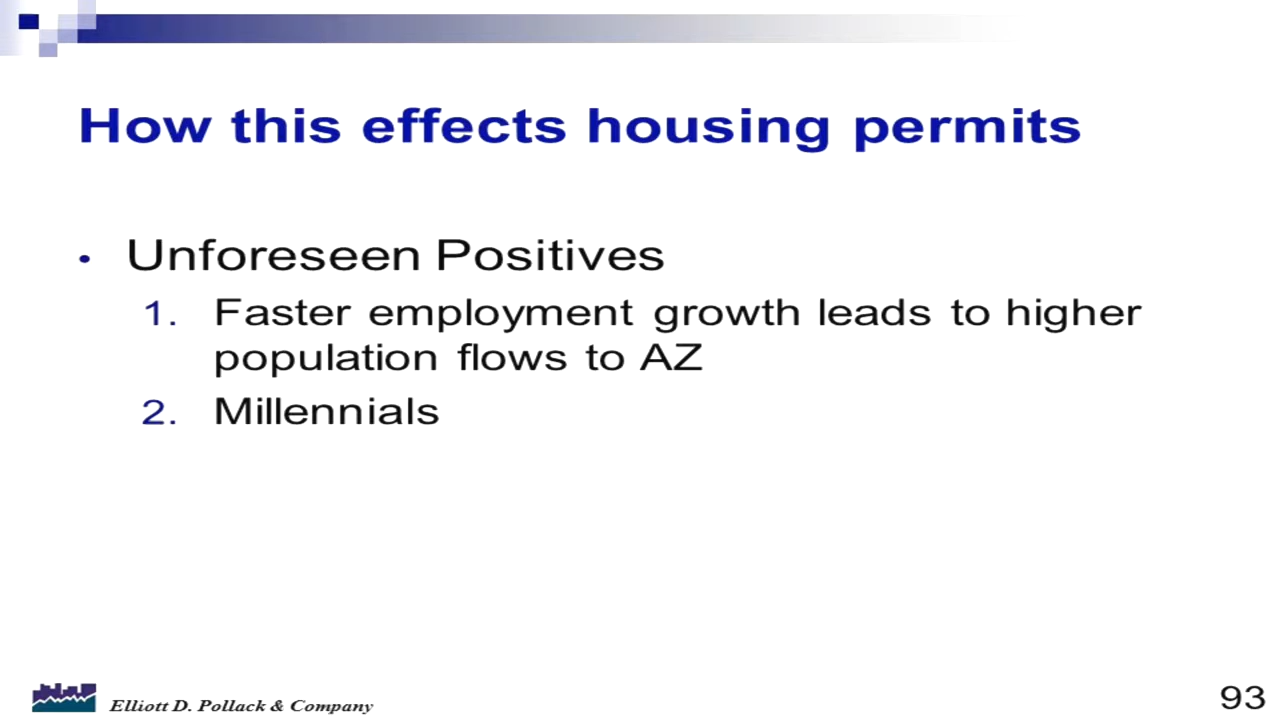 How this effects housing permits
• Unforeseen Positives
1. Faster employment growth leads to higher
population flows to AZ
2. Millennials
Elliott D. Pollack & Company
93